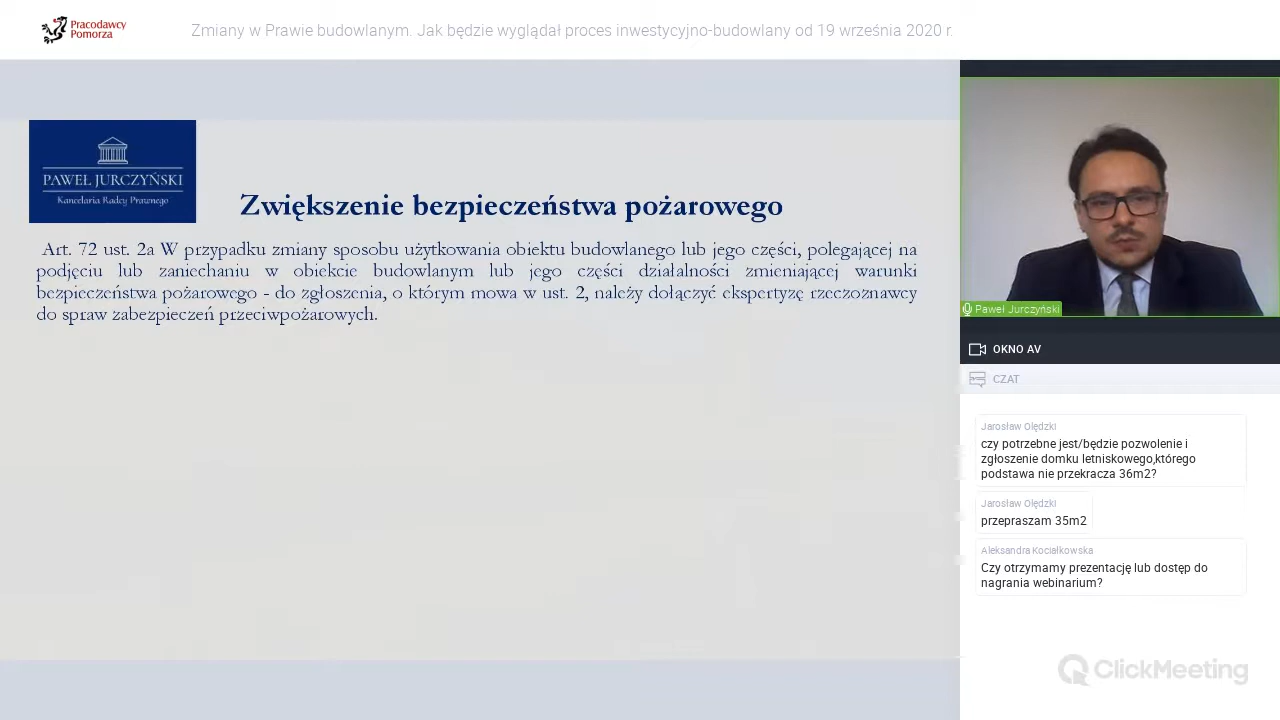 Pracodawcy
Pomorza
Zmiany w Prawie budowlanym. Jak będzie wyglądał proces inwestycyjno-budowlany od 19 września 2020 r.
PAWEŁ JURCZYŃSKI
Kancelaria Radcy Prawnego
Zwiększenie bezpieczeństwa pożarowego
Art. 72 ust. 2a W przypadku zmiany sposobu użytkowania obiektu budowlanego lub jego części, polegającej na
podjęciu lub zaniechaniu w obiekcie budowlanym lub jego części działalności zmieniającej warunki
bezpieczeństwa pożarowego - do zgłoszenia, o którym mowa w ust. 2, należy dołączyć ekspertyzę rzeczoznawcy
do spraw zabezpieczeń przeciwpożarowych.
Paweł Jurczyński
OKNO AV
CZAT
Jarosław Olędzki
czy potrzebne jest/będzie pozwolenie i
zgłoszenie domku letniskowego,którego
podstawa nie przekracza 36m2?
Jarosław Olędzki
przepraszam 35m2
Aleksandra Kociałkowska
Czy otrzymamy prezentację lub dostęp do
nagrania webinarium?
ClickMeeting